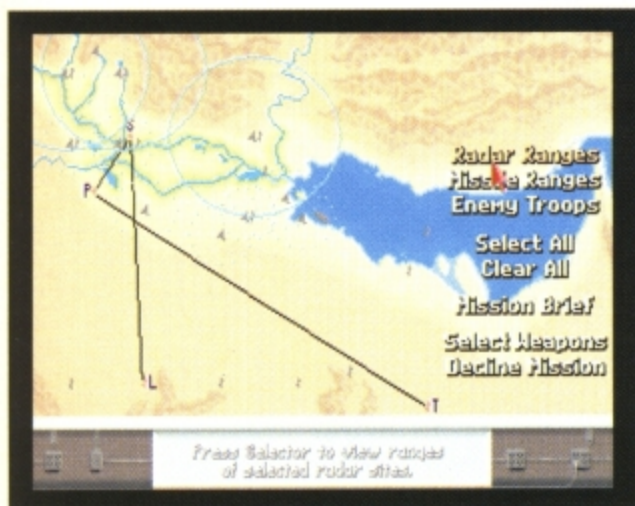 S
Radar Ranges
Missile Ranges
P
Enemy Troops
Select All
Clear All
Mission Brief
Select Weapons
Decline Mission
L
T
Press Selector to view ranges
of selected radar sites.